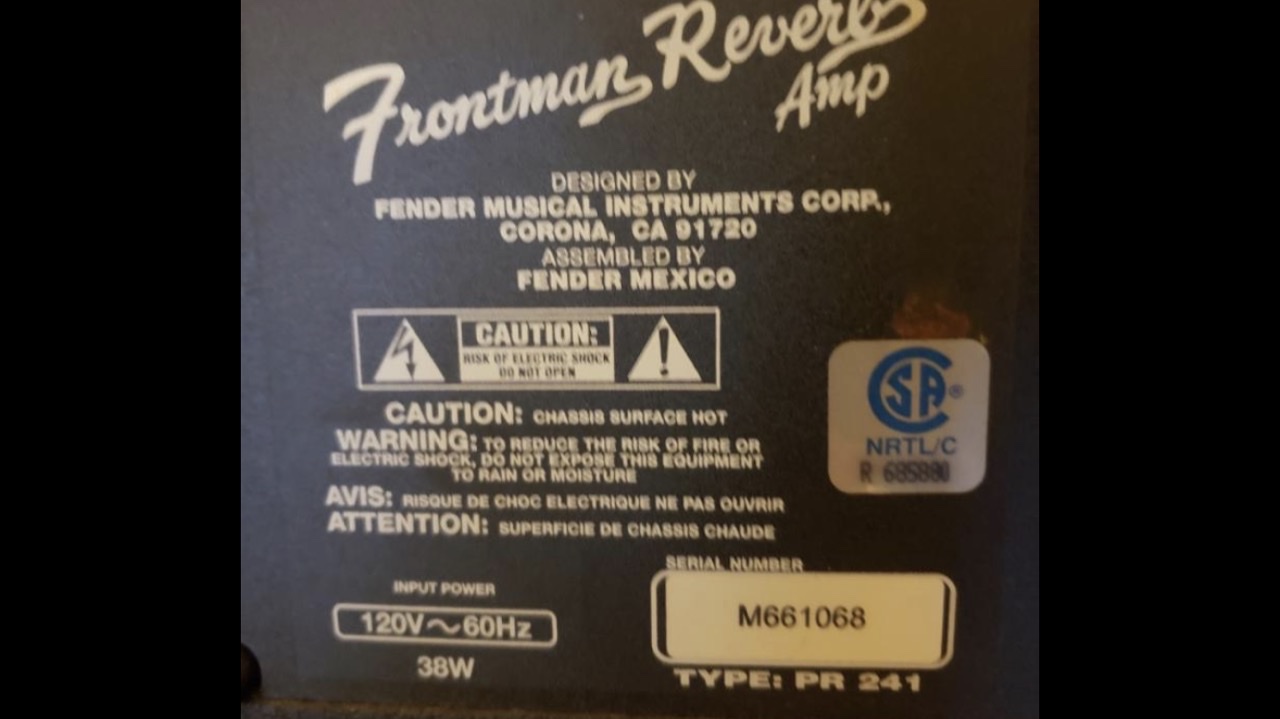 Frontman Reverb
Amp
DESIGNED BY
FENDER MUSICAL INSTRUMENTS CORP.,
CORONA, CA 91720
ASSEMBLED BY
FENDER MEXICO
CAUTION:
RISK OF ELECTRIC SHOCK
DO NOT OPEN
CAUTION: CHASSIS SURFACE HOT
WARNING: TO REDUCE THE RISK OF FIRE OR
ELECTRIC SHOCK, DO NOT EXPOSE THIS EQUIPMENT
TO RAIN OR MOISTURE
AVIS: RISQUE DE CHOC ELECTRIQUE NE PAS OUVRIR
ATTENTION: SUPERFICIE DE CHASSIS CHAUDE
CSA ®
NRTL/C
INPUT POWER
120V~60Hz
38W
SERIAL NUMBER
M661068
TYPE: PR 241